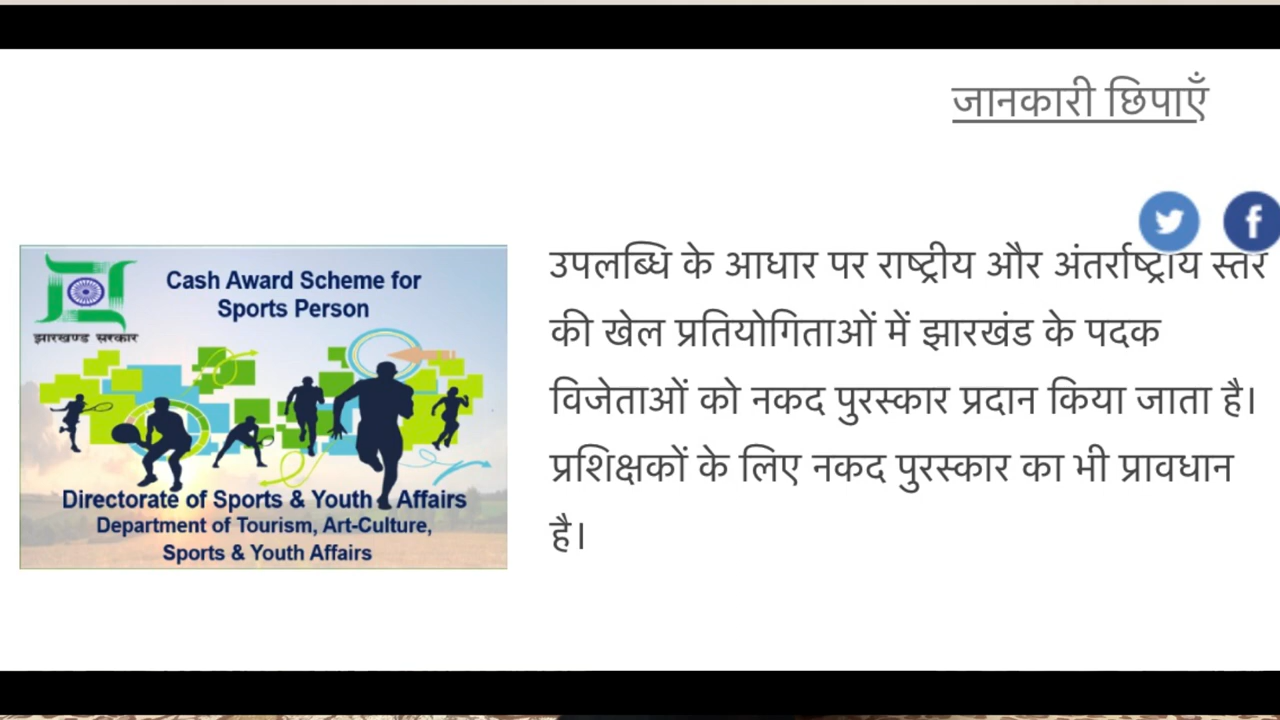 जानकारी छिपाएँ
Cash Award Scheme for
Sports Person
झारखण्ड सरकार
Directorate of Sports & Youth Affairs
Department of Tourism, Art-Culture,
Sports & Youth Affairs
उपलब्धि के आधार पर राष्ट्रीय और अंतर्राष्ट्रीय स्तर
की खेल प्रतियोगिताओं में झारखंड के पदक
विजेताओं को नकद पुरस्कार प्रदान किया जाता है।
प्रशिक्षकों के लिए नकद पुरस्कार का भी प्रावधान
है।